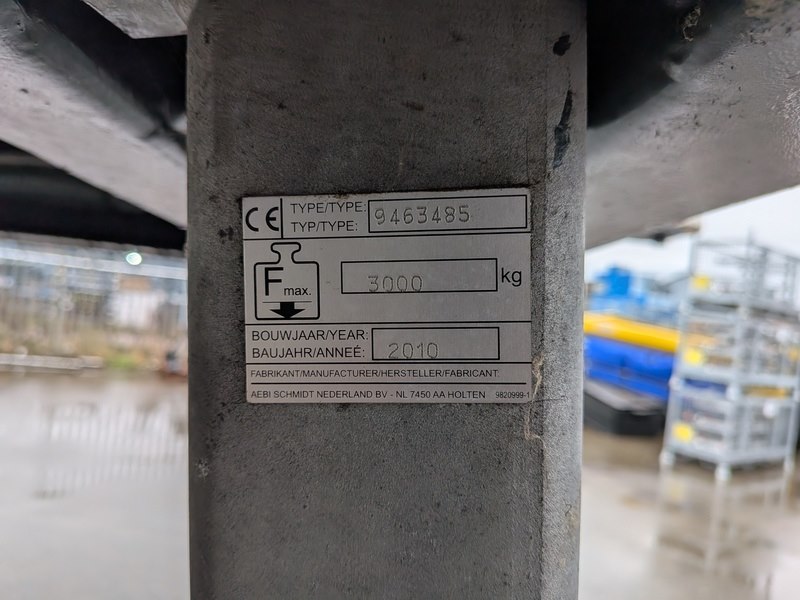 CE TYPE/TYPE: 9463485
TYP/TYPE:
F max. 3000 kg
BOUWJAAR/YEAR: 2010
BAUJAHR/ANNEÉ:
FABRIKANT/MANUFACTURER/HERSTELLER/FABRICANT:
AEBI SCHMIDT NEDERLAND BV - NL 7450 AA HOLTEN 9820999-1